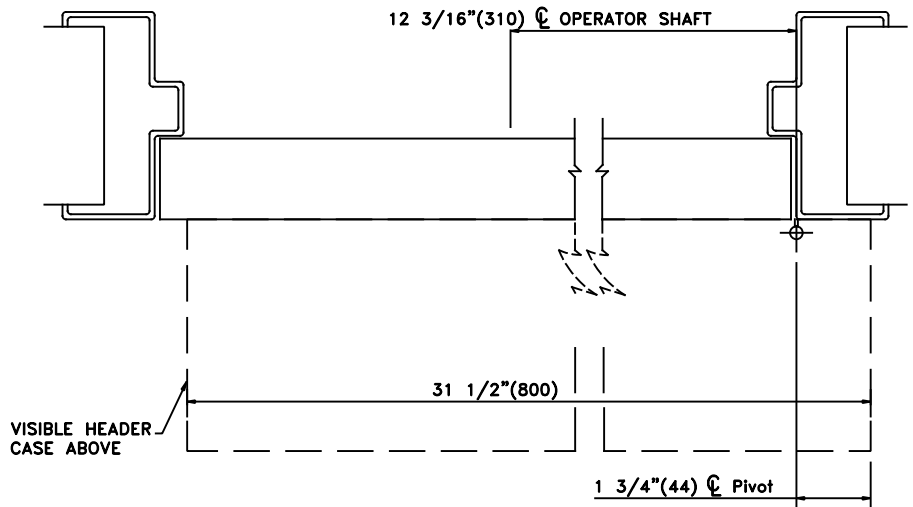 12 3/16"(310) ℄ OPERATOR SHAFT
31 1/2"(800)
VISIBLE HEADER
CASE ABOVE
1 3/4"(44) ℄ Pivot